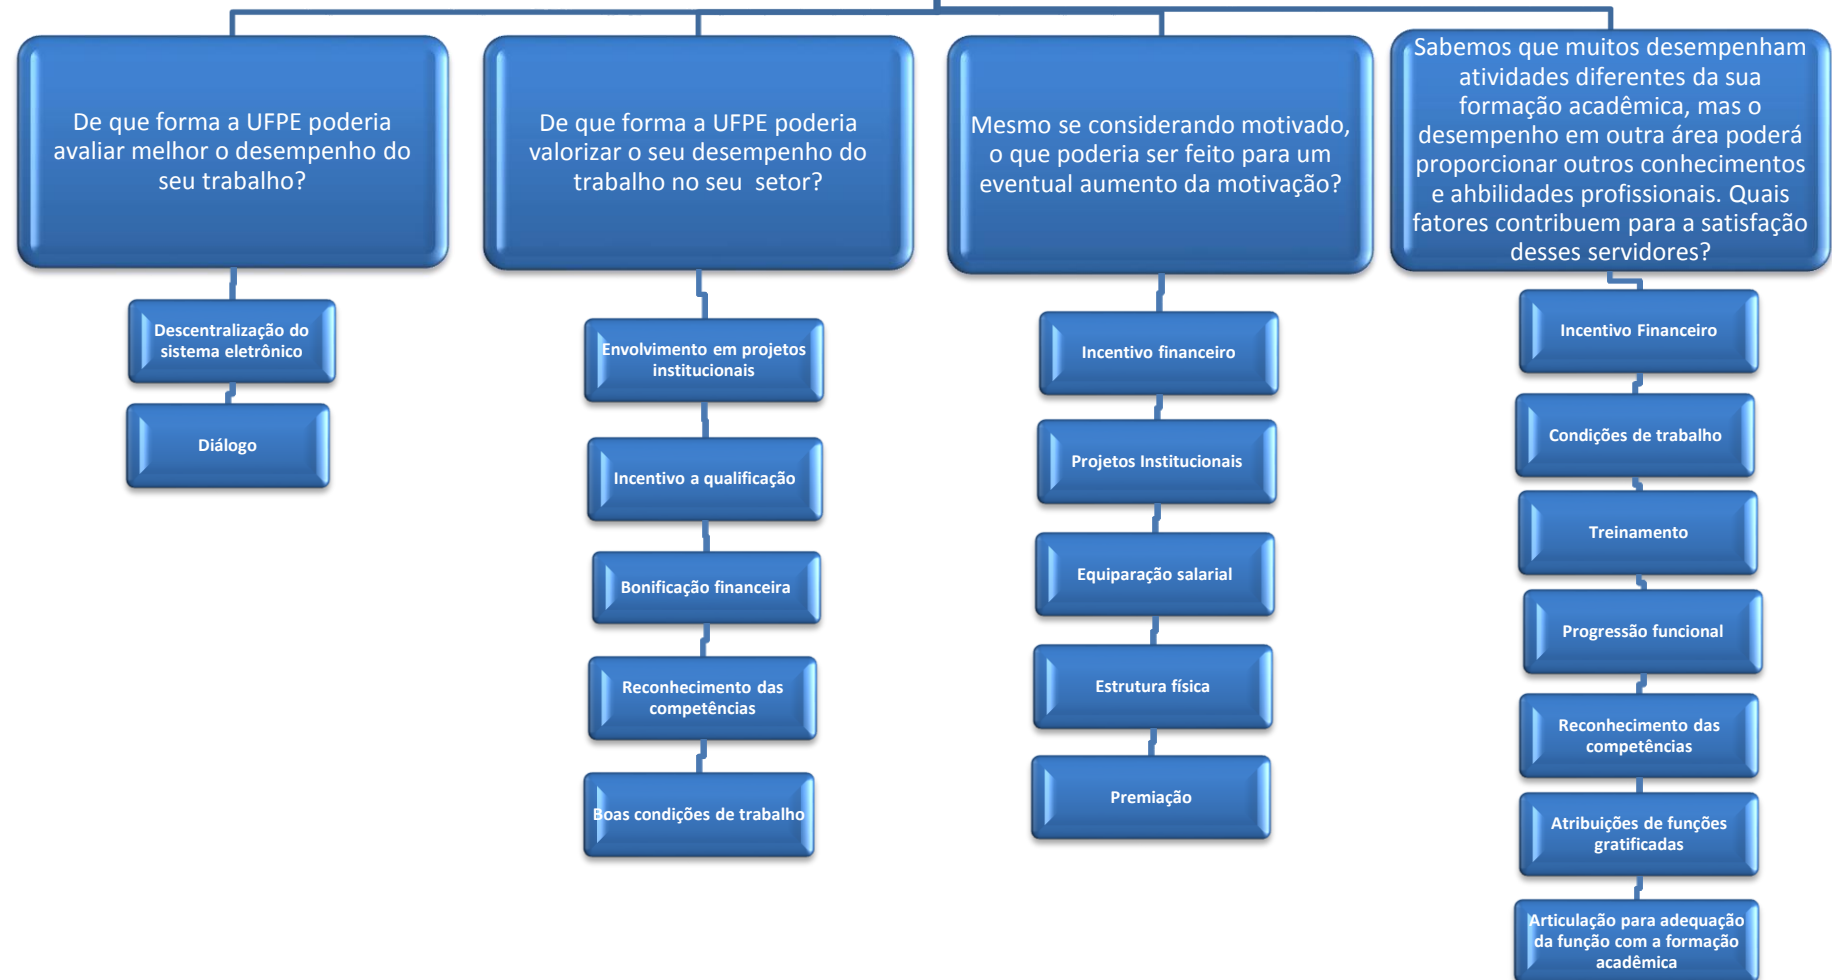 De que forma a UFPE poderia
avaliar melhor o desempenho do
seu trabalho?
Descentralização do
sistema eletrônico
Diálogo
De que forma a UFPE poderia
valorizar o seu desempenho do
trabalho no seu setor?
Envolvimento em projetos
institucionais
Incentivo a qualificação
Bonificação financeira
Reconhecimento das
competências
Boas condições de trabalho
Mesmo se considerando motivado,
o que poderia ser feito para um
eventual aumento da motivação?
Incentivo financeiro
Projetos Institucionais
Equiparação salarial
Estrutura física
Premiação
Sabemos que muitos desempenham
atividades diferentes da sua
formação acadêmica, mas o
desempenho em outra área poderá
proporcionar outros conhecimentos
e ahbilidades profissionais. Quais
fatores contribuem para a satisfação
desses servidores?
Incentivo Financeiro
Condições de trabalho
Treinamento
Progressão funcional
Reconhecimento das
competências
Atribuições de funções
gratificadas
Articulação para adequação
da função com a formação
acadêmica